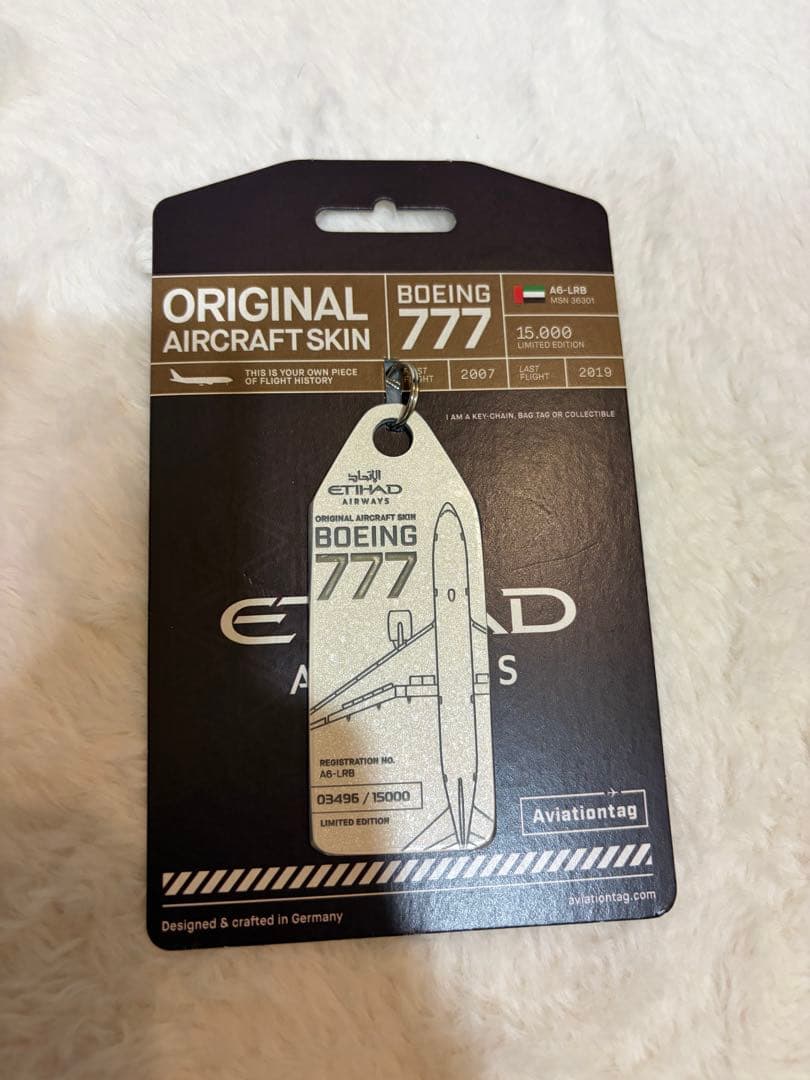 ORIGINAL
AIRCRAFT SKIN
BOEING
777
A6-LRB
MSN 36301
15.000
LIMITED EDITION
THIS IS YOUR OWN PIECE
OF FLIGHT HISTORY
2007
LAST
FLIGHT
2019
I AM A KEY-CHAIN, BAG TAG OR COLLECTIBLE
الإتحاد
ETIHAD
AIRWAYS
ORIGINAL AIRCRAFT SKIN
BOEING
777
REGISTRATION NO.
A6-LRB
03496 / 15000
LIMITED EDITION
Aviationtag
aviationtag.com
Designed & crafted in Germany